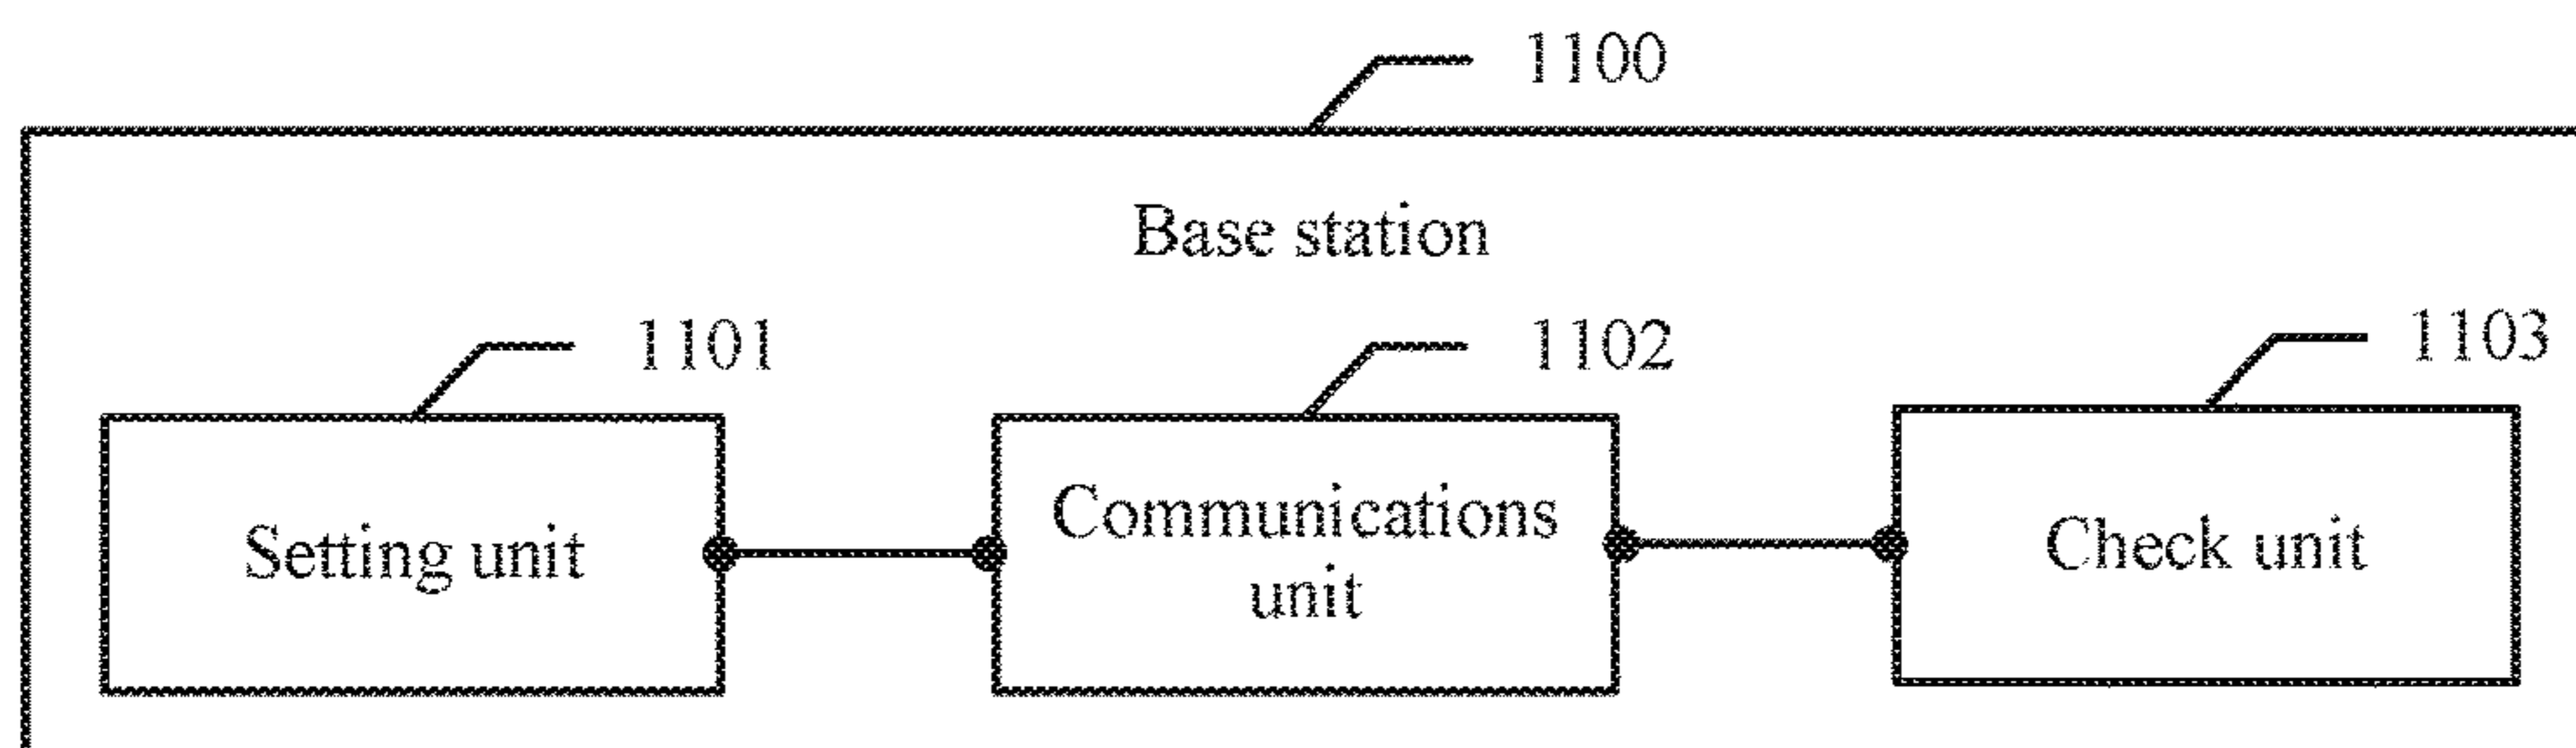 1100
Base station
1101
1102
1103
Setting unit
Communications
unit
Check unit